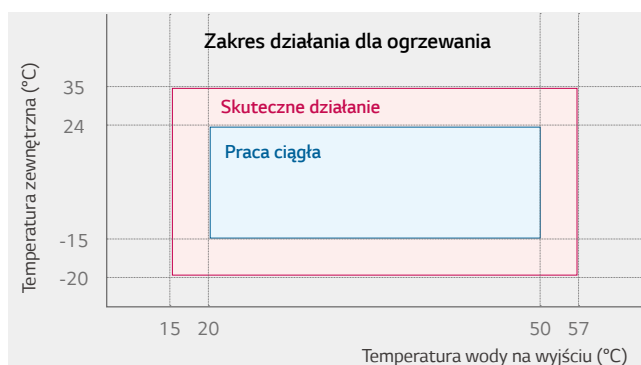 Zakres działania dla ogrzewania
Temperatura zewnętrzna (°C)
35
Skuteczne działanie
24
Praca ciągła
-15
-20
15 20 50 57
Temperatura wody na wyjściu (°C)